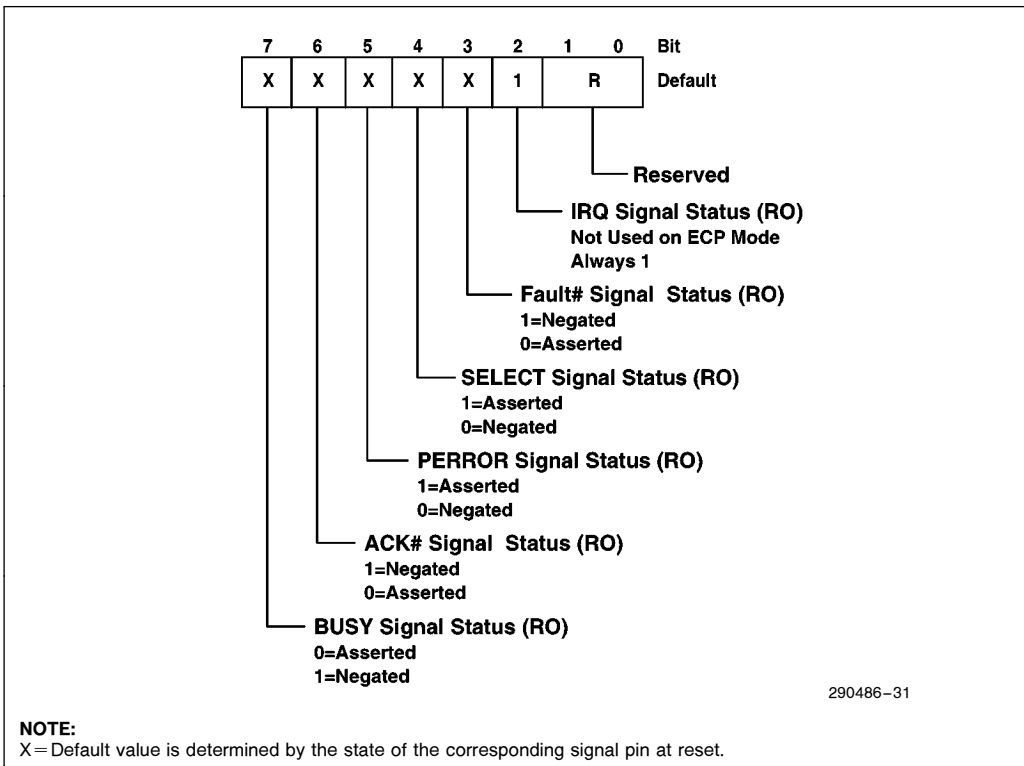 7 6 5 4 3 2 1 0 Bit
X X X X X 1 R Default
Reserved
IRQ Signal Status (RO)
Not Used on ECP Mode
Always 1
Fault# Signal Status (RO)
1=Negated
0=Asserted
SELECT Signal Status (RO)
1=Asserted
0=Negated
PERROR Signal Status (RO)
1=Asserted
0=Negated
ACK# Signal Status (RO)
1=Negated
0=Asserted
BUSY Signal Status (RO)
0=Asserted
1=Negated
290486-31
NOTE:
X=Default value is determined by the state of the corresponding signal pin at reset.